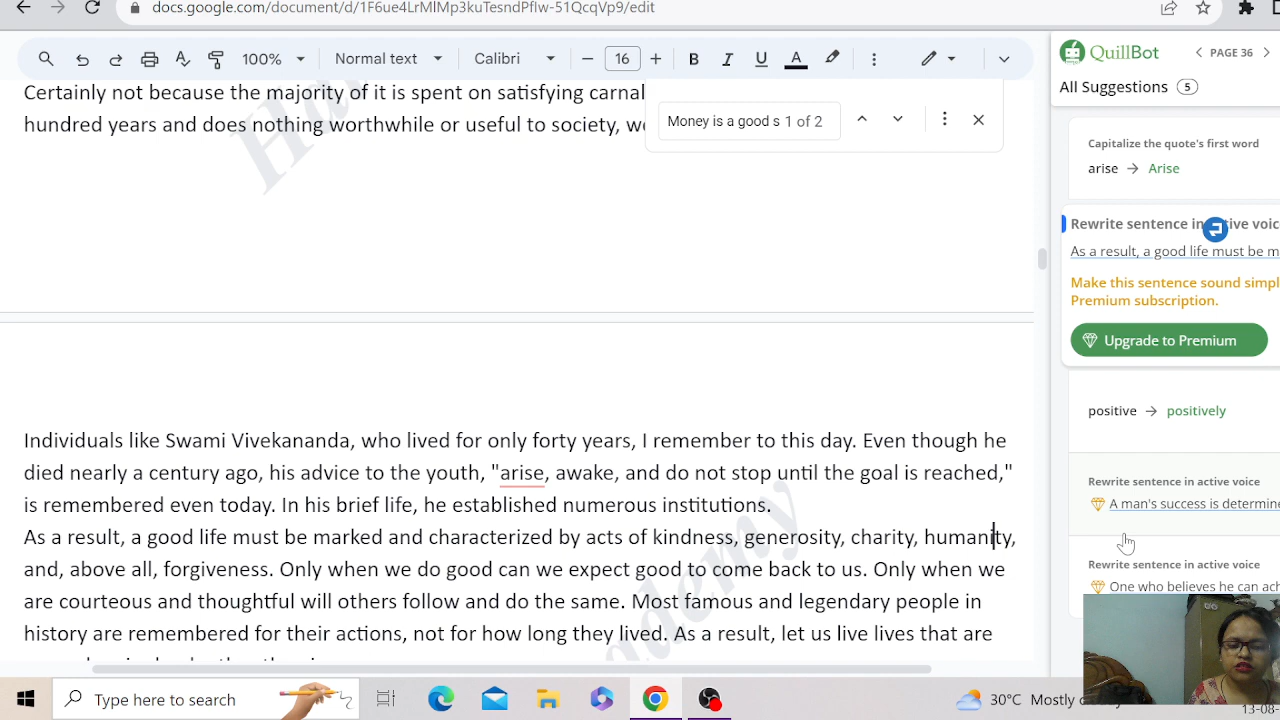 docs.google.com/document/d/1F6ue4LrMIMp3kuTesndPflw-51QcqVp9/edit
100% Normal text Calibri 16 B I U A
Certainly not because the majority of it is spent on satisfying carnal
hundred years and does nothing worthwhile or useful to society, w
Money is a good s 1 of 2
Individuals like Swami Vivekananda, who lived for only forty years, I remember to this day. Even though he
died nearly a century ago, his advice to the youth, "arise, awake, and do not stop until the goal is reached,"
is remembered even today. In his brief life, he established numerous institutions.
As a result, a good life must be marked and characterized by acts of kindness, generosity, charity, humanity,
and, above all, forgiveness. Only when we do good can we expect good to come back to us. Only when we
are courteous and thoughtful will others follow and do the same. Most famous and legendary people in
history are remembered for their actions, not for how long they lived. As a result, let us live lives that are
QuillBot PAGE 36
All Suggestions 5
Capitalize the quote's first word
arise → Arise
Rewrite sentence in active voic
As a result, a good life must be m
Make this sentence sound simpl
Premium subscription.
Upgrade to Premium
positive → positively
Rewrite sentence in active voice
A man's success is determine
Rewrite sentence in active voice
One who believes he can ach
Type here to search
30°C Mostly
13-08-